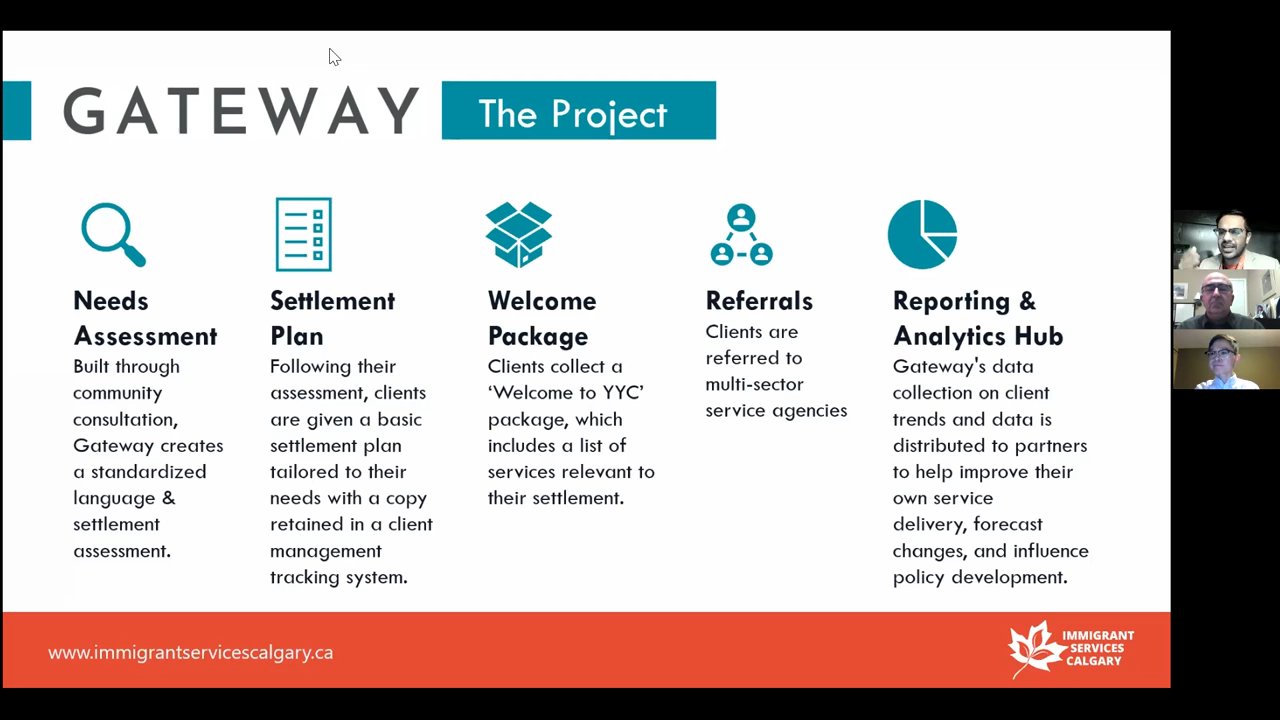 GATEWAY
The Project
Needs
Assessment
Built through
community
consultation,
Gateway creates
a standardized
language &
settlement
assessment.
Settlement
Plan
Following their
assessment, clients
are given a basic
settlement plan
tailored to their
needs with a copy
retained in a client
management
tracking system.
Welcome
Package
Clients collect a
‘Welcome to YYC’
package, which
includes a list of
services relevant to
their settlement.
Referrals
Clients are
referred to
multi-sector
service agencies
Reporting &
Analytics Hub
Gateway's data
collection on client
trends and data is
distributed to partners
to help improve their
own service
delivery, forecast
changes, and influence
policy development.
www.immigrantservicescalgary.ca
IMMIGRANT
SERVICES
CALGARY